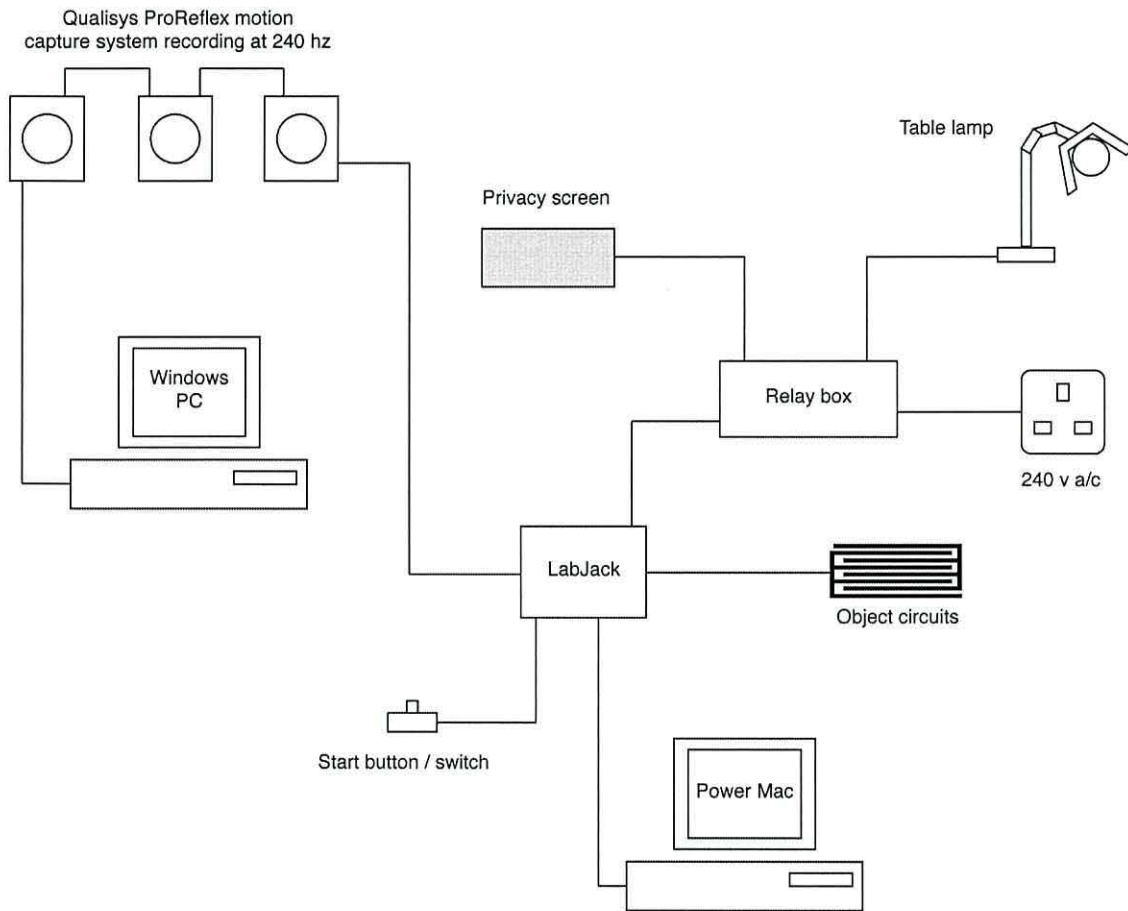 Qualisys ProReflex motion
capture system recording at 240 hz
Table lamp
Privacy screen
Windows
PC
Relay box
240 v a/c
LabJack
Object circuits
Start button / switch
Power Mac